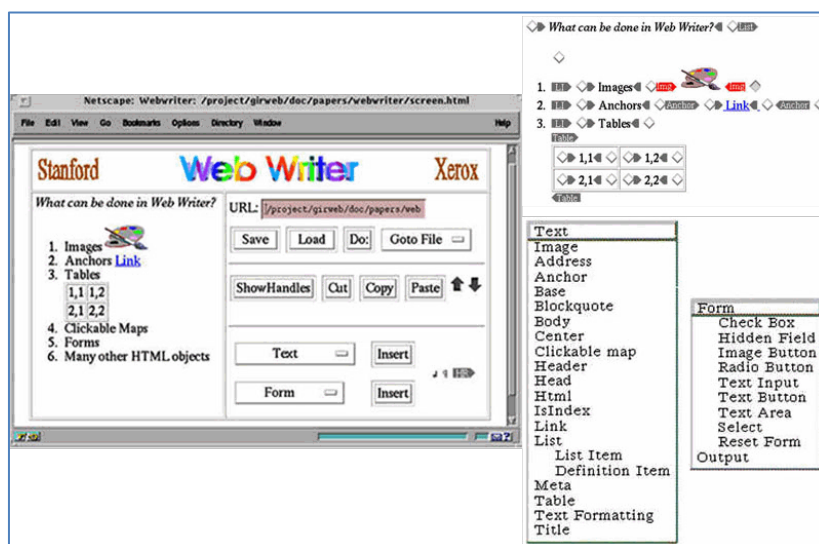 Netscape: Webwriter: /project/girweb/doc/papers/webwriter/screen.html
File Edit View Go Bookmarks Options Directory Window Help
Stanford Web Writer Xerox
What can be done in Web Writer?
1. Images
2. Anchors Link
3. Tables
1,1 1,2
2,1 2,2
4. Clickable Maps
5. Forms
6. Many other HTML objects
URL: /project/girweb/doc/papers/web
Save Load Do: Goto File
ShowHandles Cut Copy Paste
Text Insert
HR
Form Insert
What can be done in Web Writer? List
1. LI Images Img Img
2. LI Anchors Anchor Link Anchor
3. LI Tables
Table
1,1 1,2
2,1 2,2
Table
Text
Image
Address
Anchor
Base
Blockquote
Body
Center
Clickable map
Header
Head
Html
IsIndex
Link
List
List Item
Definition Item
Meta
Table
Text Formatting
Title
Form
Check Box
Hidden Field
Image Button
Radio Button
Text Input
Text Button
Text Area
Select
Reset Form
Output